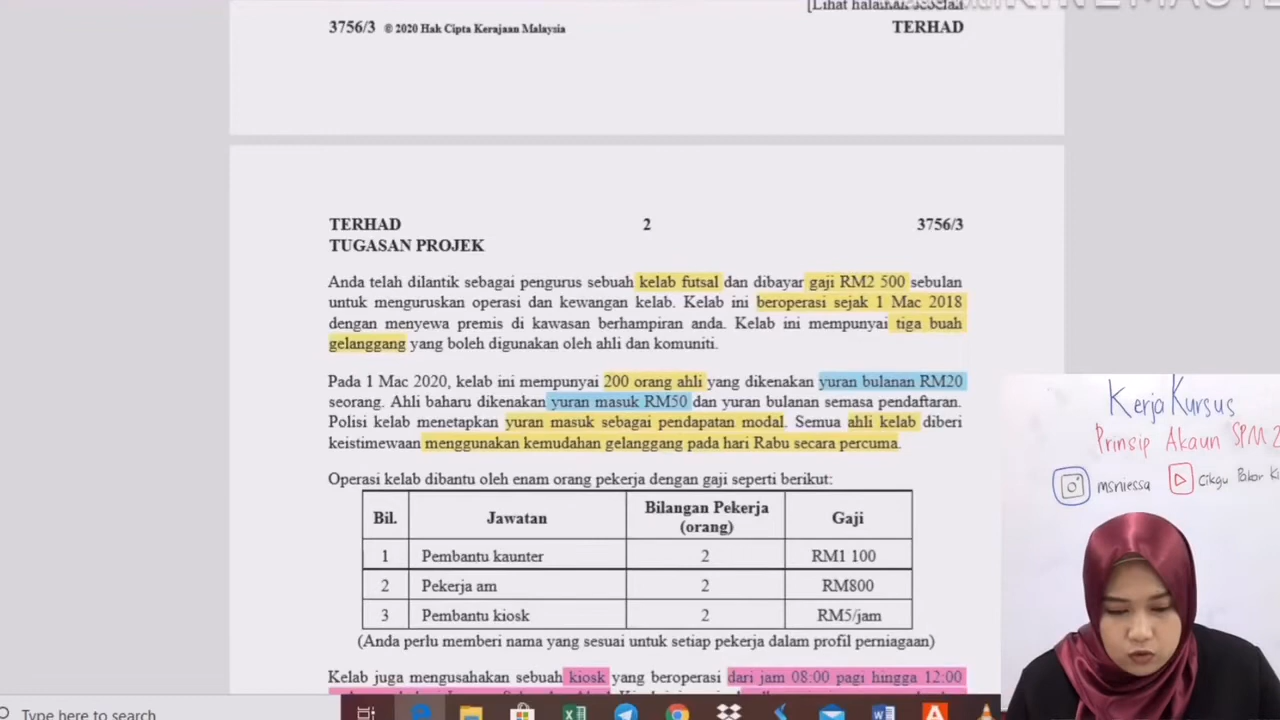 [Lihat halaman sebelah
3756/3 © 2020 Hak Cipta Kerajaan Malaysia
TERHAD
TERHAD 2 3756/3
TUGASAN PROJEK
Anda telah dilantik sebagai pengurus sebuah kelab futsal dan dibayar gaji RM2 500 sebulan
untuk menguruskan operasi dan kewangan kelab. Kelab ini beroperasi sejak 1 Mac 2018
dengan menyewa premis di kawasan berhampiran anda. Kelab ini mempunyai tiga buah
gelanggang yang boleh digunakan oleh ahli dan komuniti.
Pada 1 Mac 2020, kelab ini mempunyai 200 orang ahli yang dikenakan yuran bulanan RM20
seorang. Ahli baharu dikenakan yuran masuk RM50 dan yuran bulanan semasa pendaftaran.
Polisi kelab menetapkan yuran masuk sebagai pendapatan modal. Semua ahli kelab diberi
keistimewaan menggunakan kemudahan gelanggang pada hari Rabu secara percuma.
Operasi kelab dibantu oleh enam orang pekerja dengan gaji seperti berikut:
Bil. Jawatan Bilangan Pekerja (orang) Gaji
1 Pembantu kaunter 2 RM1 100
2 Pekerja am 2 RM800
3 Pembantu kiosk 2 RM5/jam
(Anda perlu memberi nama yang sesuai untuk setiap pekerja dalam profil perniagaan)
Kelab juga mengusahakan sebuah kiosk yang beroperasi dari jam 08:00 pagi hingga 12:00
Kerja Kursus
Prinsip Akaun SPM 2
msniessa
Cikgu Pakar
Type here to search